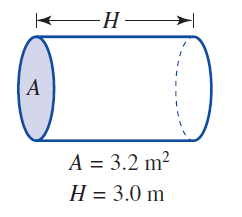 H
A
A = 3.2 m²
H = 3.0 m